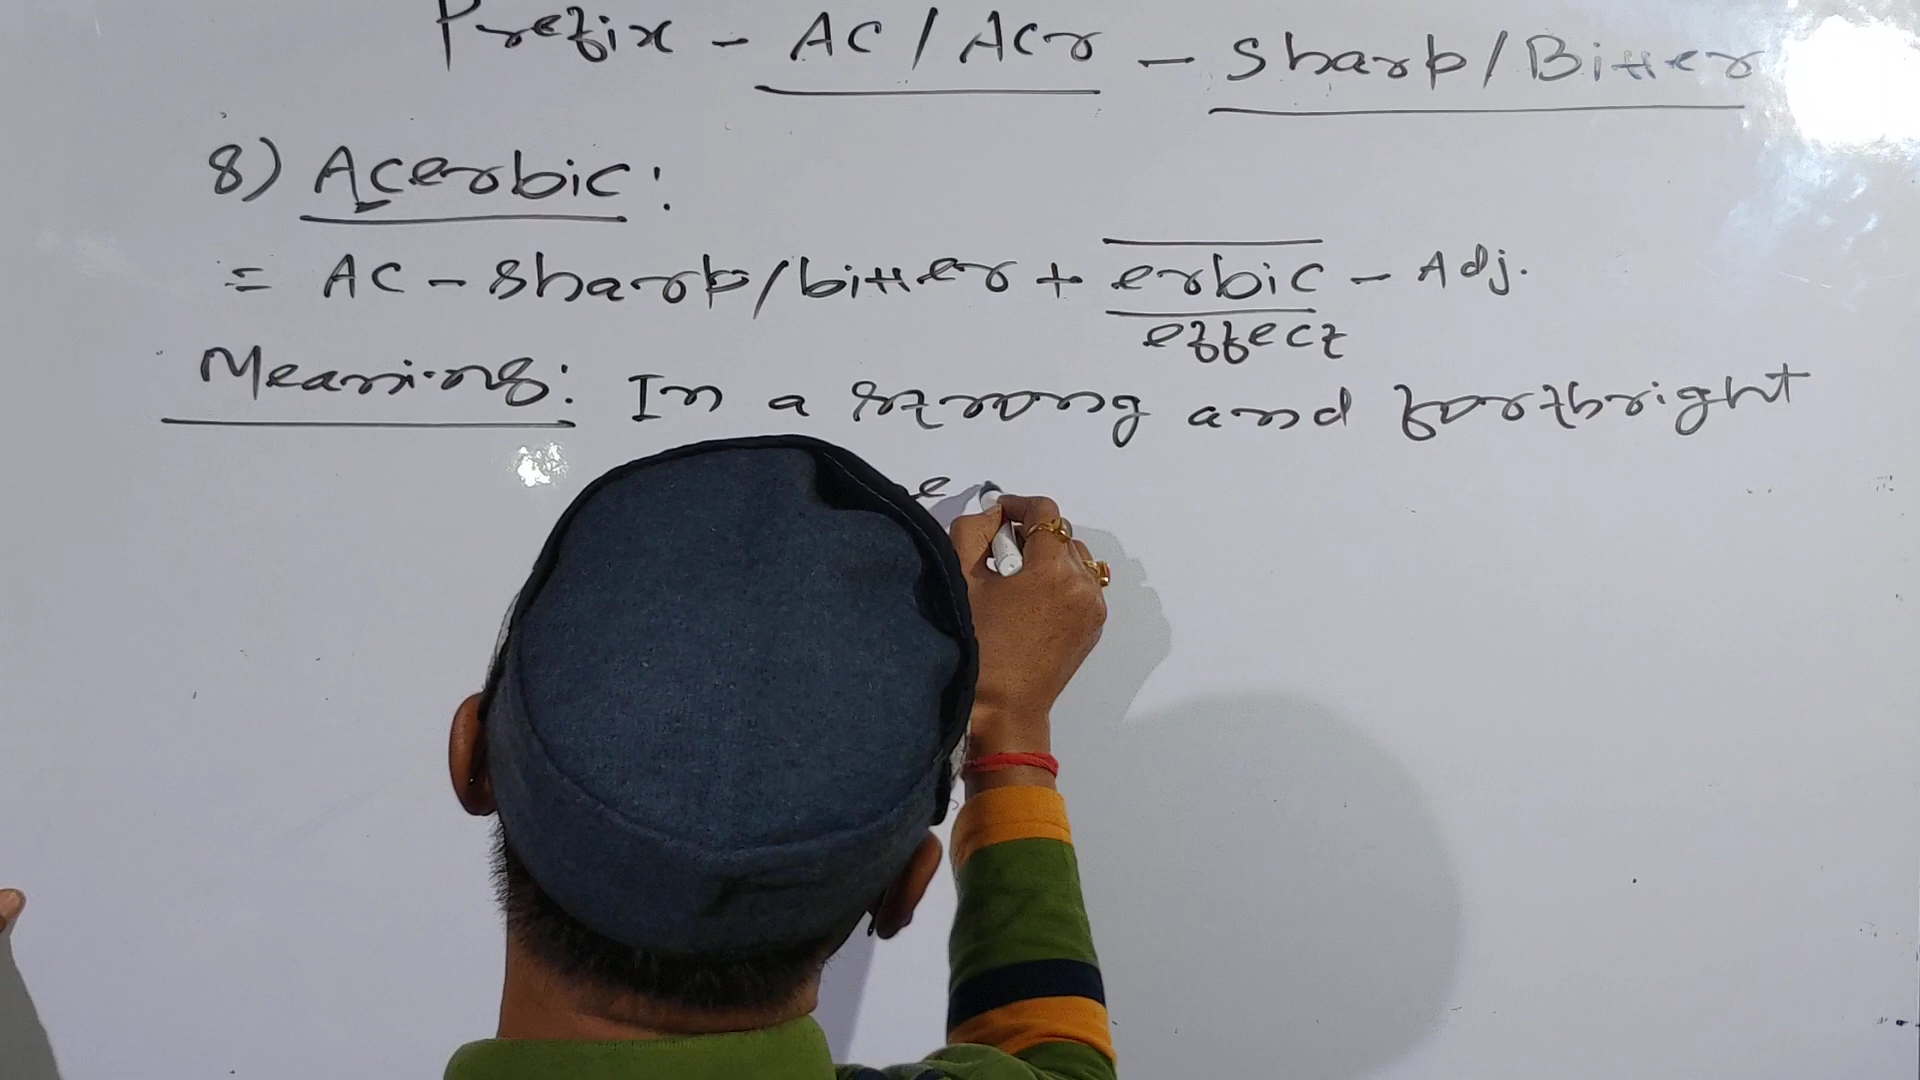 Prefix - AC / Acr - Sharp / Bitter
8) Acerbic :
= AC - sharp / bitter + erbic - Adj.
effect
Meaning : In a strong and forthright